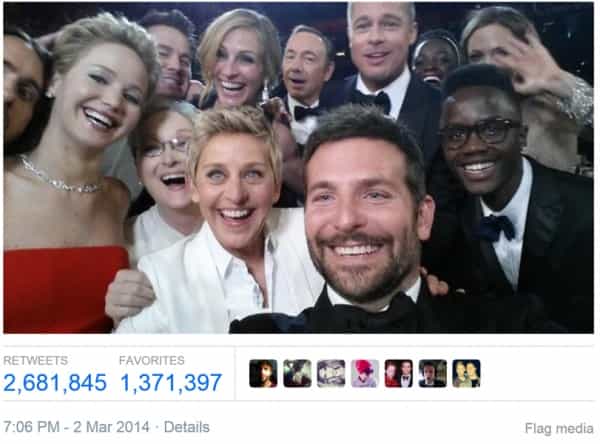 RETWEETS FAVORITES
2,681,845 1,371,397
7:06 PM - 2 Mar 2014 · Details Flag media